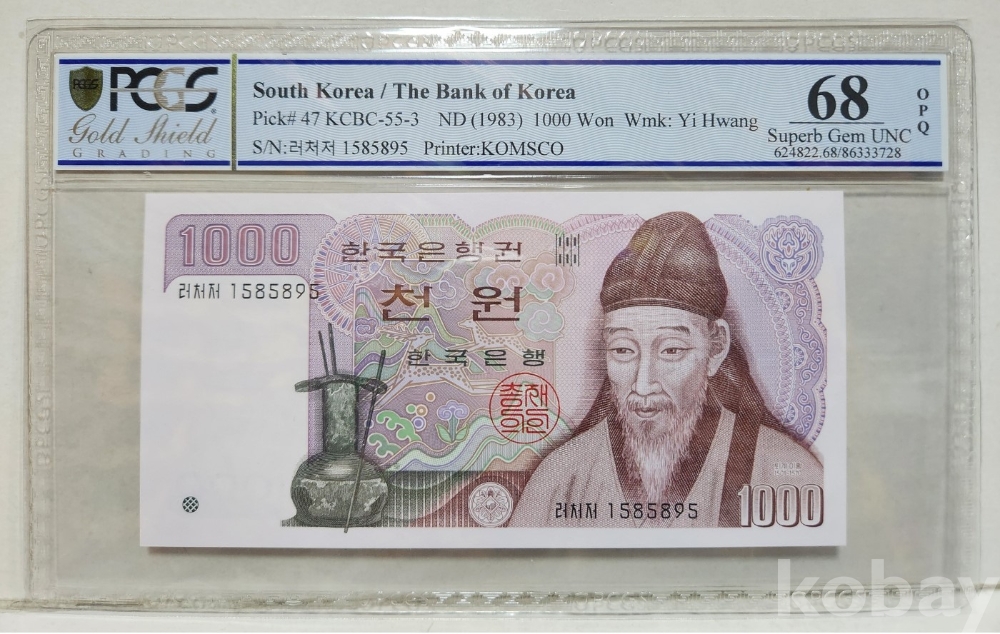 PCGS
Gold Shield
GRADING
South Korea / The Bank of Korea
Pick# 47 KCBC-55-3 ND (1983) 1000 Won Wmk: Yi Hwang
S/N:러처저 1585895 Printer:KOMSCO
68
Superb Gem UNC
624822.68/86333728
OPQ
1000
한국은행권
러처저 1585895
천원
한국은행
총재의인
러처저 1585895
1000
kobay